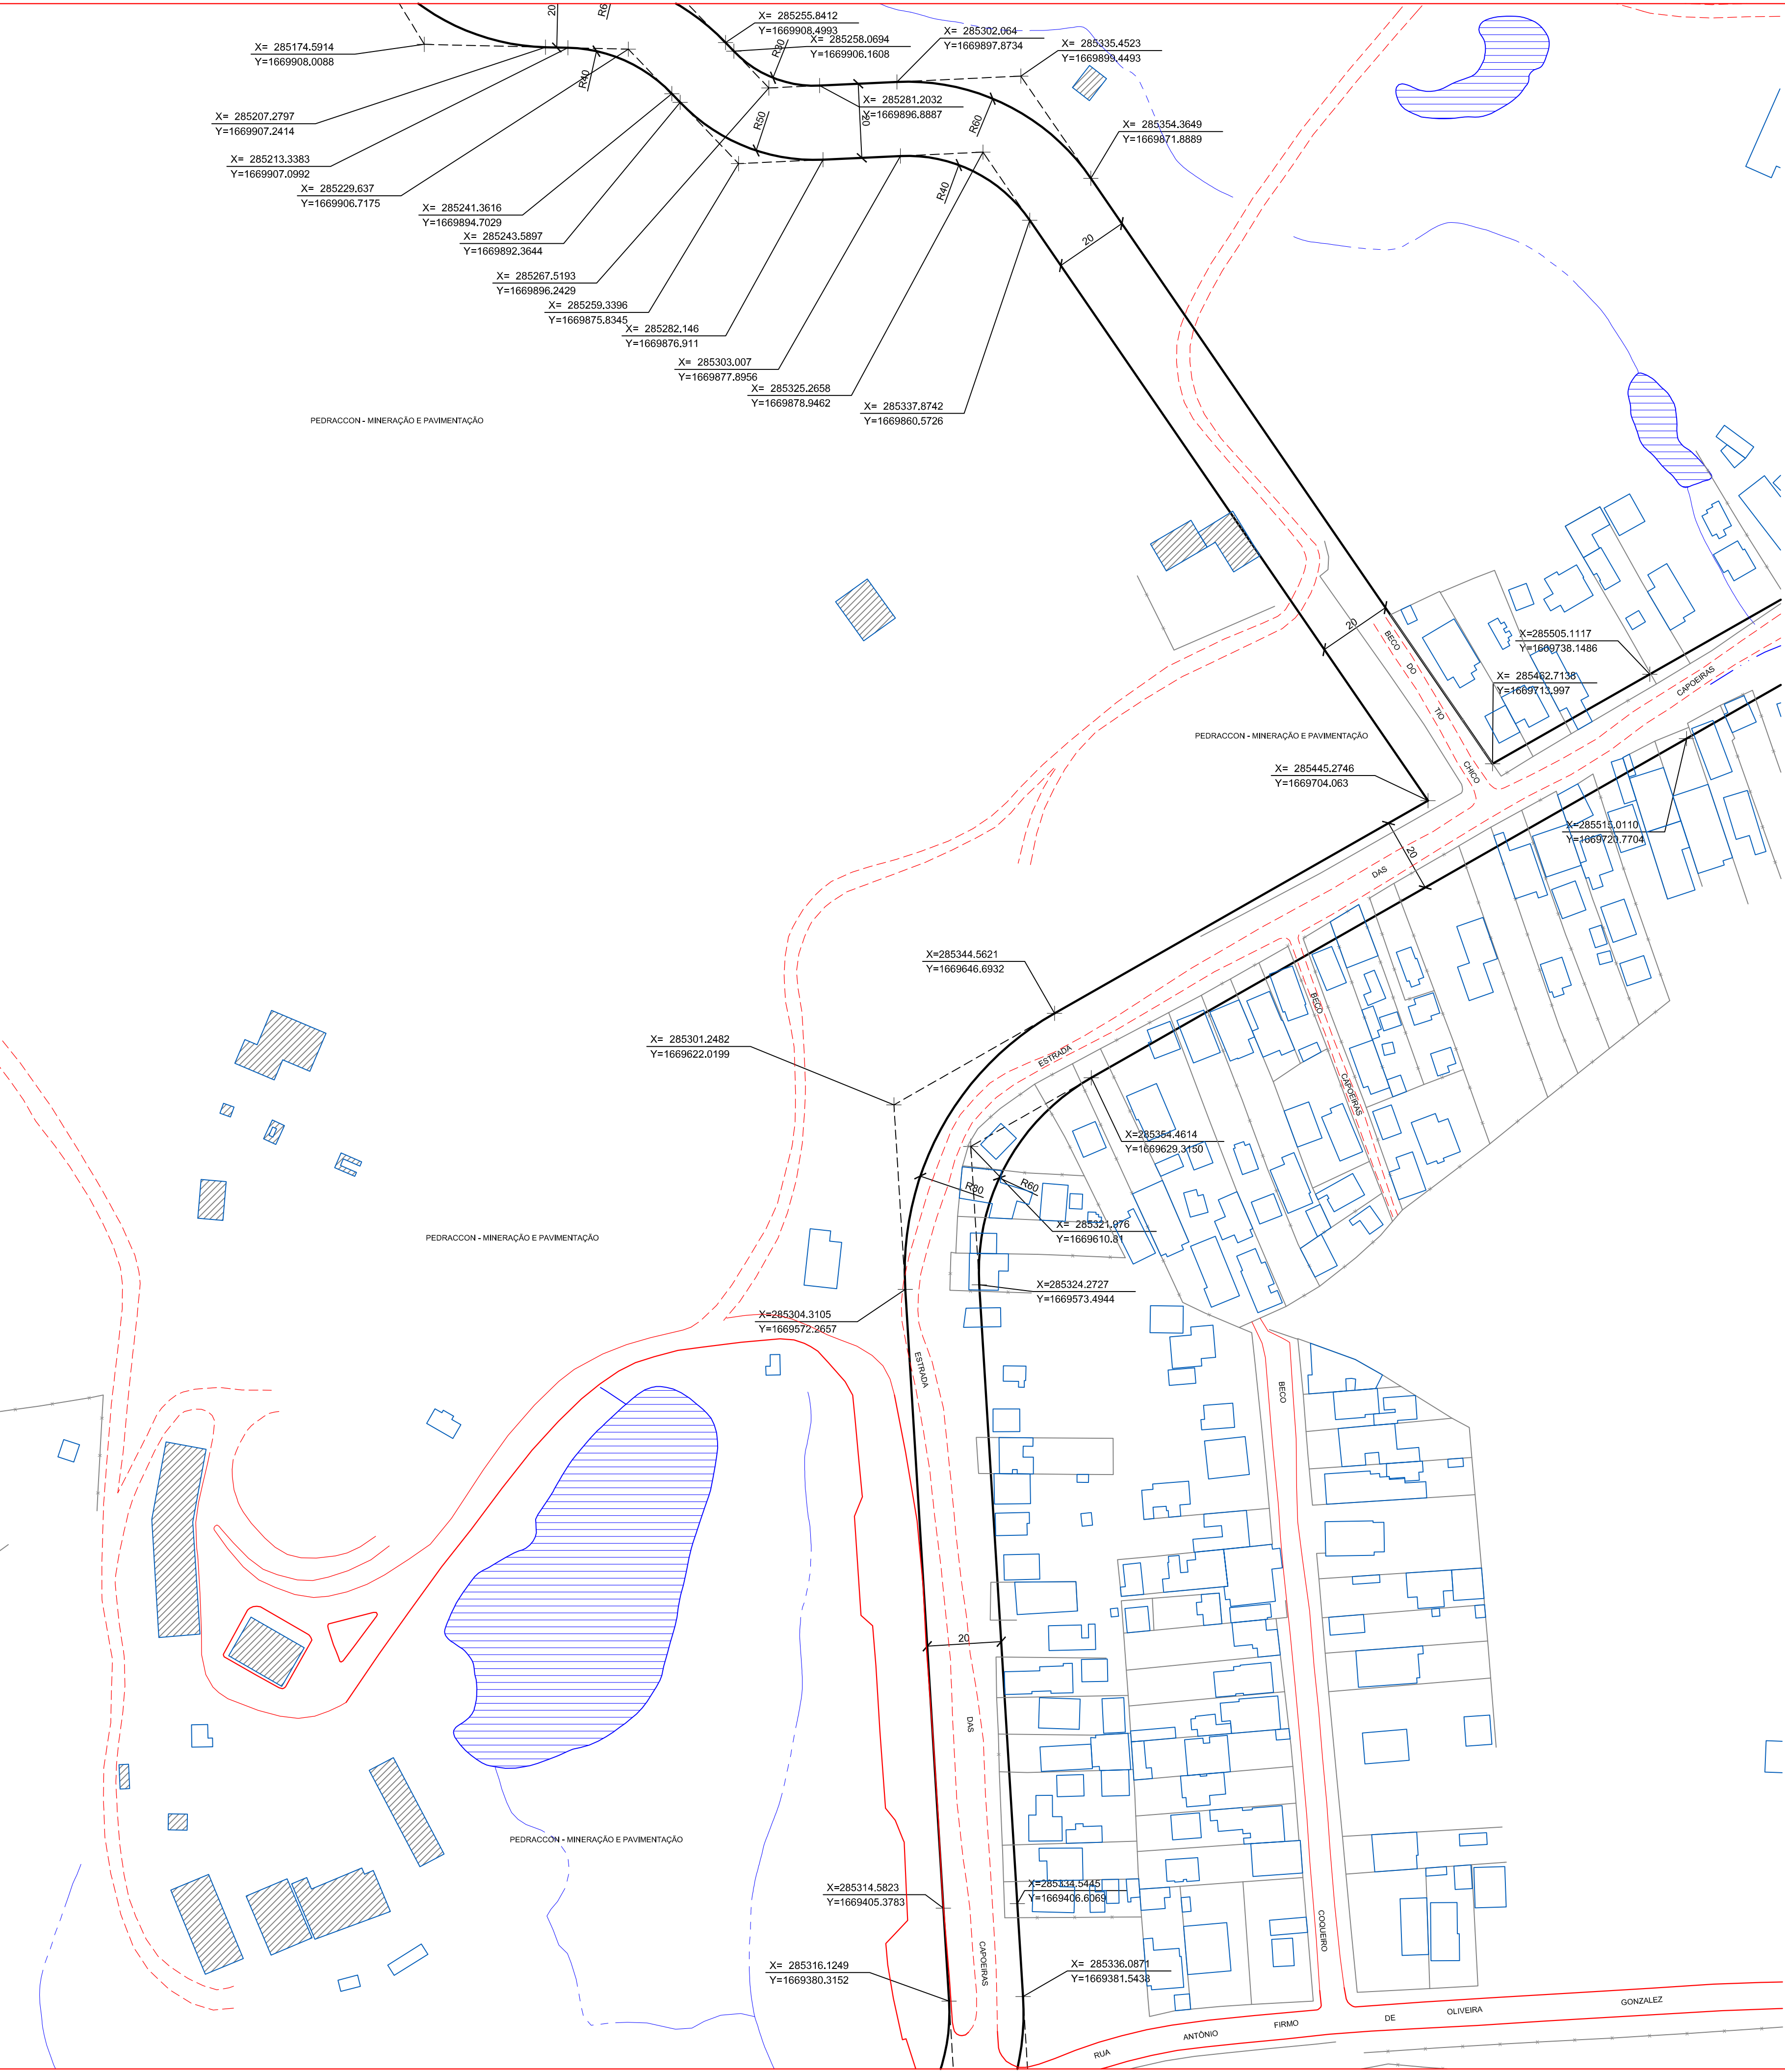 20
R6
X= 285255.8412
Y=1669908.4993
X= 285258.0694
Y=1669906.1608
X= 285302.064
Y=1669897.8734
X= 285335.4523
Y=1669899.4493
X= 285174.5914
Y=1669908.0088
R40
R30
X= 285281.2032
Y=1669896.8887
20
X= 285207.2797
Y=1669907.2414
R50
R60
X= 285354.3649
Y=1669871.8889
X= 285213.3383
Y=1669907.0992
X= 285229.637
Y=1669906.7175
R40
X= 285241.3616
Y=1669894.7029
X= 285243.5897
Y=1669892.3644
20
X= 285267.5193
Y=1669896.2429
X= 285259.3396
Y=1669875.8345
X= 285282.146
Y=1669876.911
X= 285303.007
Y=1669877.8956
X= 285325.2658
Y=1669878.9462
X= 285337.8742
Y=1669860.5726
PEDRACCON - MINERAÇÃO E PAVIMENTAÇÃO
20
BECO
DO
TIO
CHICO
X=285505.1117
Y=1669738.1486
X= 285462.7138
Y=1669713.997
CAPOEIRAS
PEDRACCON - MINERAÇÃO E PAVIMENTAÇÃO
X= 285445.2746
Y=1669704.063
X=285515.0110
Y=1669720.7704
20
DAS
X=285344.5621
Y=1669646.6932
BECO
CAPOEIRAS
X= 285301.2482
Y=1669622.0199
ESTRADA
X=285354.4614
Y=1669629.3150
R80
R60
X= 285321.976
Y=1669610.81
PEDRACCON - MINERAÇÃO E PAVIMENTAÇÃO
X=285324.2727
Y=1669573.4944
X=285304.3105
Y=1669572.2657
ESTRADA
BECO
20
DAS
PEDRACCON - MINERAÇÃO E PAVIMENTAÇÃO
X=285314.5823
Y=1669405.3783
X=285334.5445
Y=1669406.6069
COQUEIRO
CAPOEIRAS
X= 285316.1249
Y=1669380.3152
X= 285336.0871
Y=1669381.5438
RUA
ANTÔNIO
FIRMO
DE
OLIVEIRA
GONZALEZ